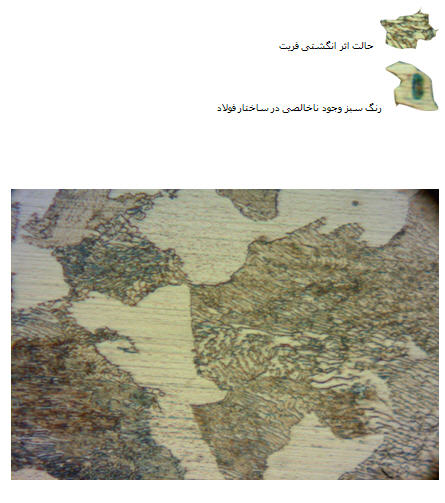 حالت اثر انگشتی فریت
رنگ سبز وجود ناخالصی در ساختار فولاد